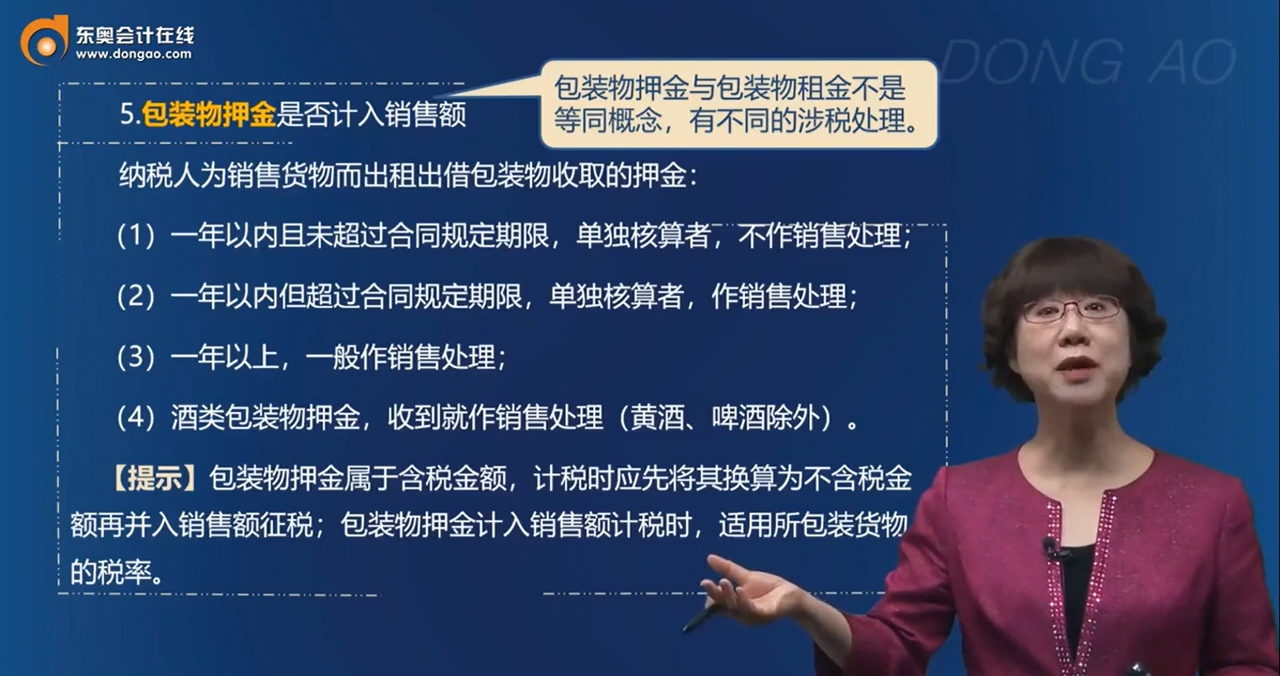 东奥会计在线
www.dongao.com
DONG AO
包装物押金与包装物租金不是
等同概念，有不同的涉税处理。
5.包装物押金是否计入销售额
纳税人为销售货物而出租出借包装物收取的押金：
（1）一年以内且未超过合同规定期限，单独核算者，不作销售处理；
（2）一年以内但超过合同规定期限，单独核算者，作销售处理；
（3）一年以上，一般作销售处理；
（4）酒类包装物押金，收到就作销售处理（黄酒、啤酒除外）。
【提示】包装物押金属于含税金额，计税时应先将其换算为不含税金
额再并入销售额征税；包装物押金计入销售额计税时，适用所包装货物
的税率。